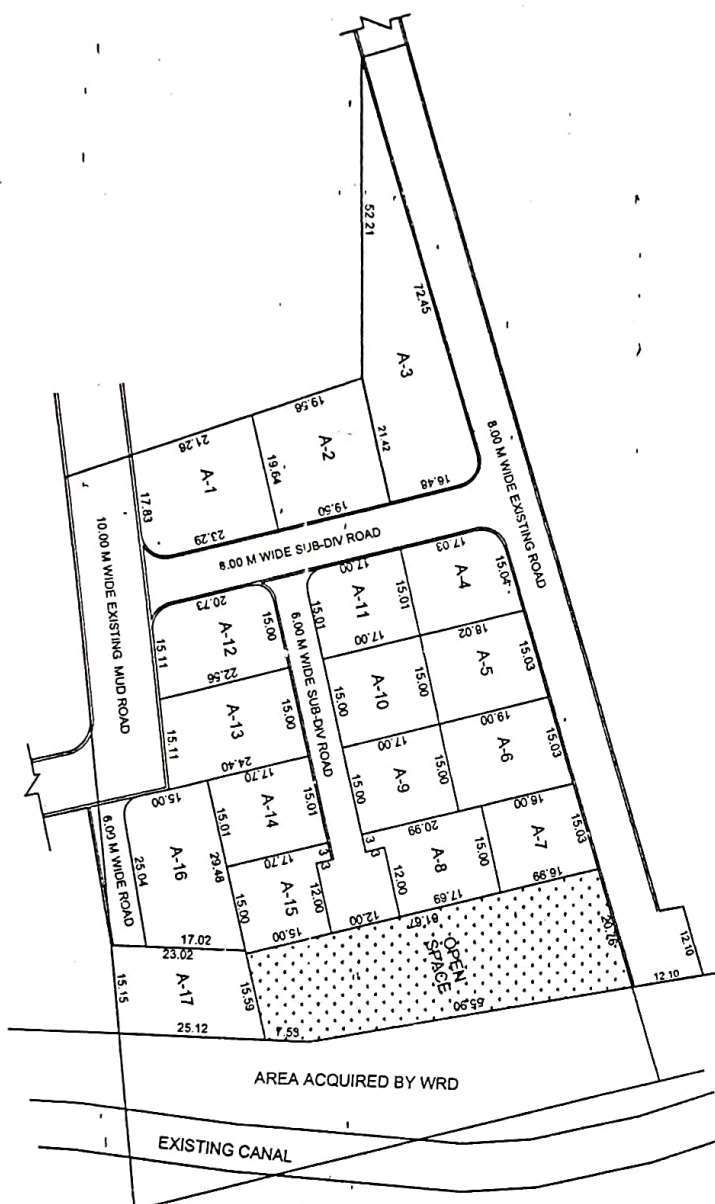 52.21
72.45
A-3
19.58
21.42
16.48
21.28
A-2
19.64
A-1
19.50
17.83
23.29
8.00 M WIDE EXISTING ROAD
8.00 M WIDE SUB-DIV ROAD
10.00 M WIDE EXISTING MUD ROAD
17.03
15.04
A-4
17.00
15.01
A-11
15.01
18.02
20.73
15.00
A-12
15.11
22.56
6.00 M WIDE SUB-DIV ROAD
17.00
A-5
15.03
15.00
A-10
15.00
19.00
15.11
A-13
15.00
24.40
17.00
A-6
15.03
A-9
15.00
15.00
16.00
17.70
15.00
A-14
15.01
15.01
3
3
20.99
A-7
15.03
A-8
15.00
6.00 M WIDE ROAD
A-16
25.04
29.48
17.70
3
3
12.00
12.00
17.69
16.99
A-15
15.00
15.00
12.00
61.67
20.76
17.02
23.02
OPEN
SPACE
12.10
12.10
A-17
15.15
15.59
25.12
55.90
AREA ACQUIRED BY WRD
EXISTING CANAL